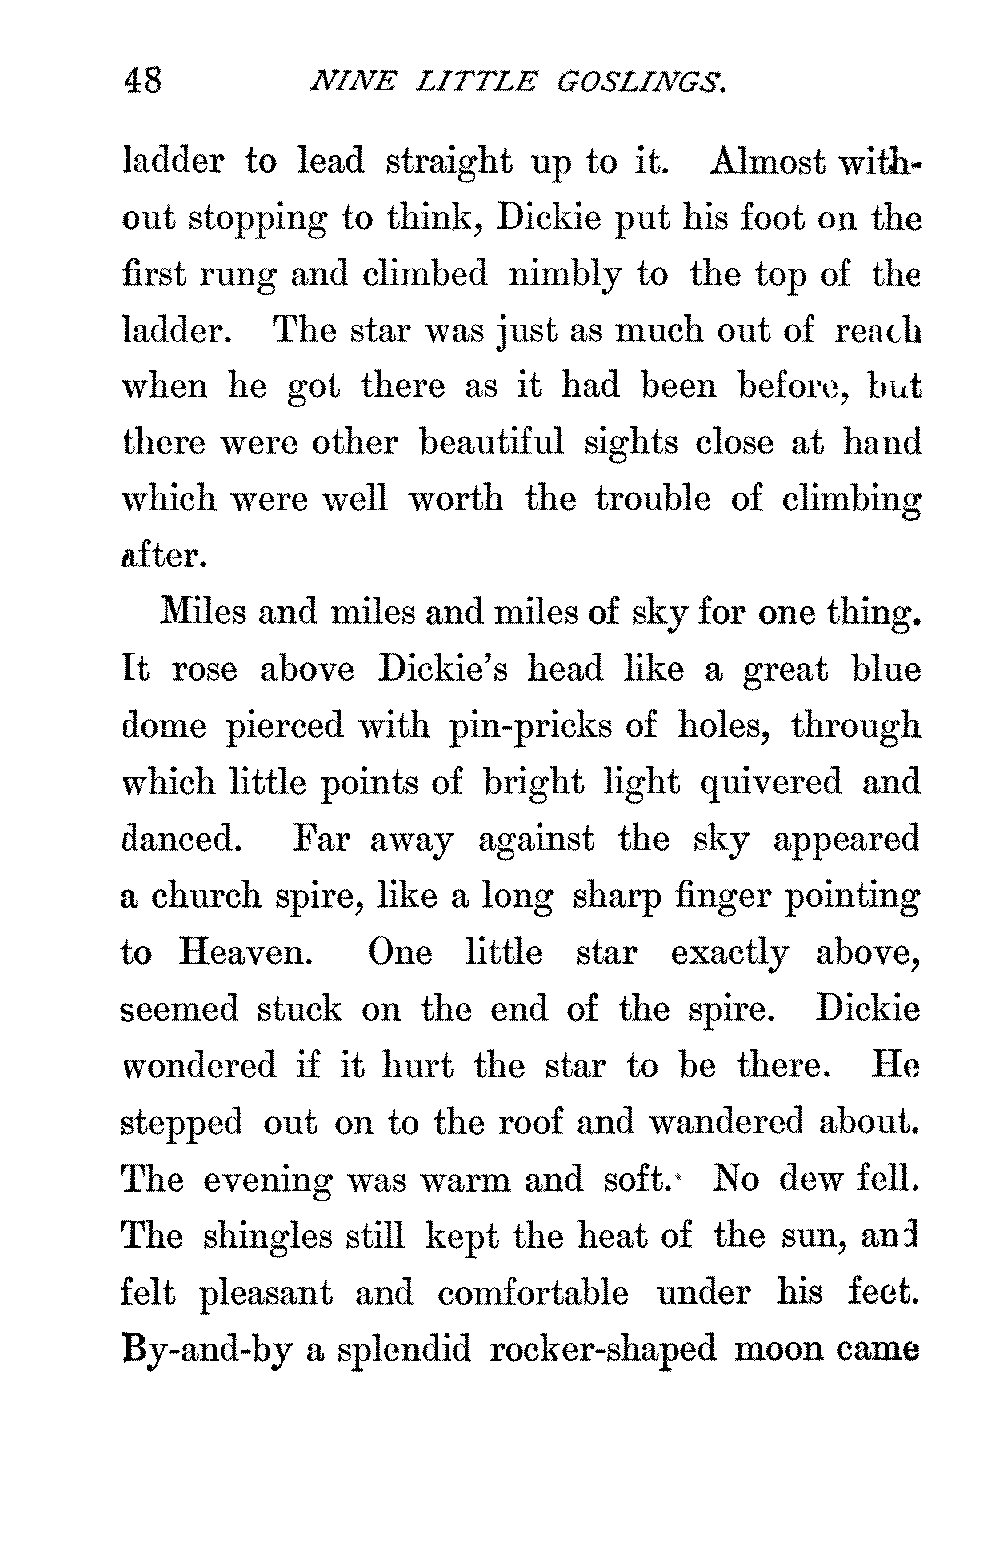 48 NINE LITTLE GOSLINGS.
ladder to lead straight up to it. Almost with-
out stopping to think, Dickie put his foot on the
first rung and climbed nimbly to the top of the
ladder. The star was just as much out of reach
when he got there as it had been before, but
there were other beautiful sights close at hand
which were well worth the trouble of climbing
after.
Miles and miles and miles of sky for one thing.
It rose above Dickie's head like a great blue
dome pierced with pin-pricks of holes, through
which little points of bright light quivered and
danced. Far away against the sky appeared
a church spire, like a long sharp finger pointing
to Heaven. One little star exactly above,
seemed stuck on the end of the spire. Dickie
wondered if it hurt the star to be there. He
stepped out on to the roof and wandered about.
The evening was warm and soft. No dew fell.
The shingles still kept the heat of the sun, and
felt pleasant and comfortable under his feet.
By-and-by a splendid rocker-shaped moon came